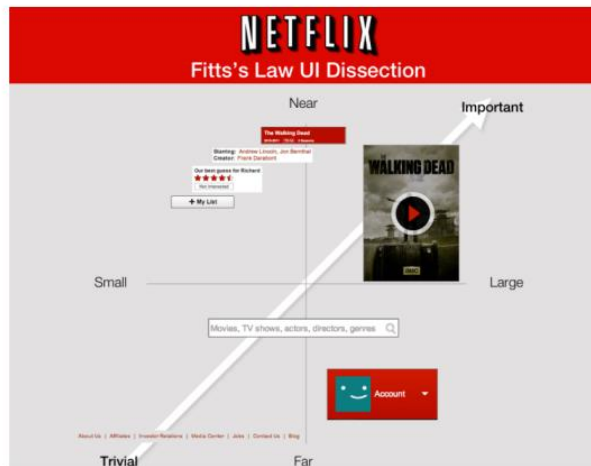 NETFLIX
Fitts's Law UI Dissection
Near
Important
The Walking Dead
Starring: Andrew Lincoln, Jon Bernthal
Creator: Frank Darabont
Our best guess for Richard
Not Interested
+ My List
THE WALKING DEAD
amc
Small
Large
Movies, TV shows, actors, directors, genres
Account
About Us | Affiliates | Investor Relations | Media Center | Jobs | Contact Us | Blog
Trivial
Far